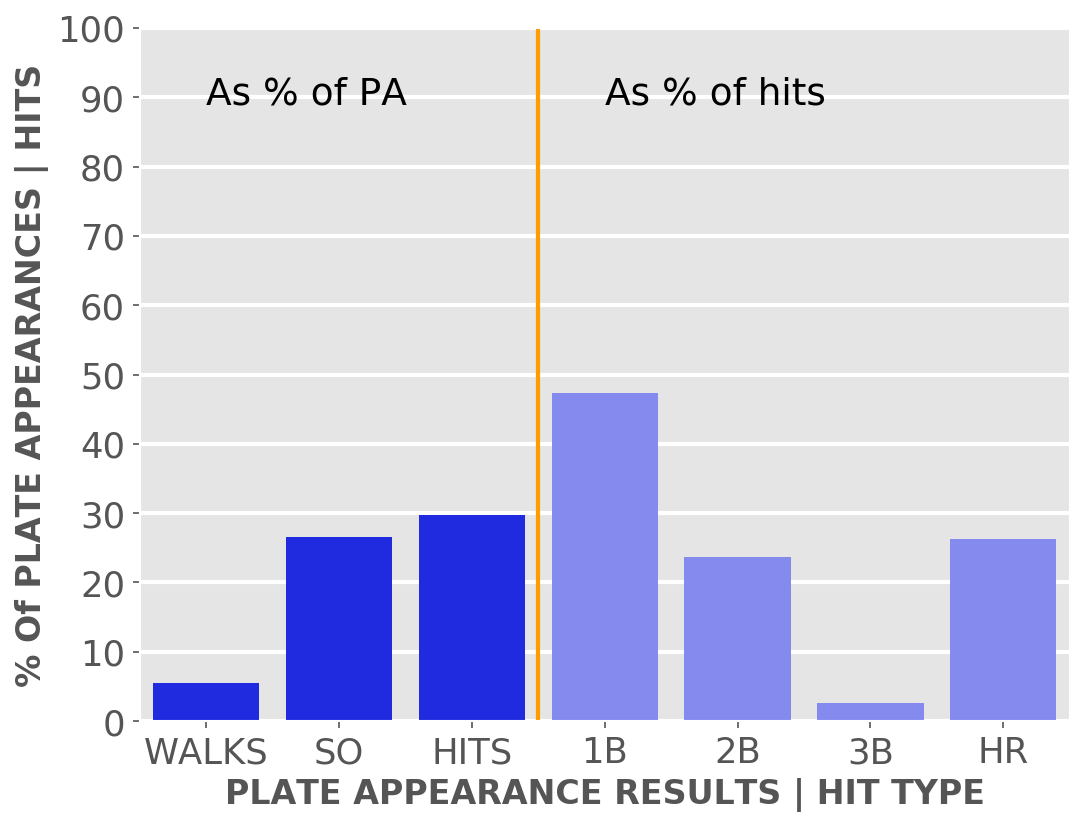 % Of PLATE APPEARANCES | HITS
100
90
80
70
60
50
40
30
20
10
0
As % of PA
As % of hits
WALKS SO HITS 1B 2B 3B HR
PLATE APPEARANCE RESULTS | HIT TYPE